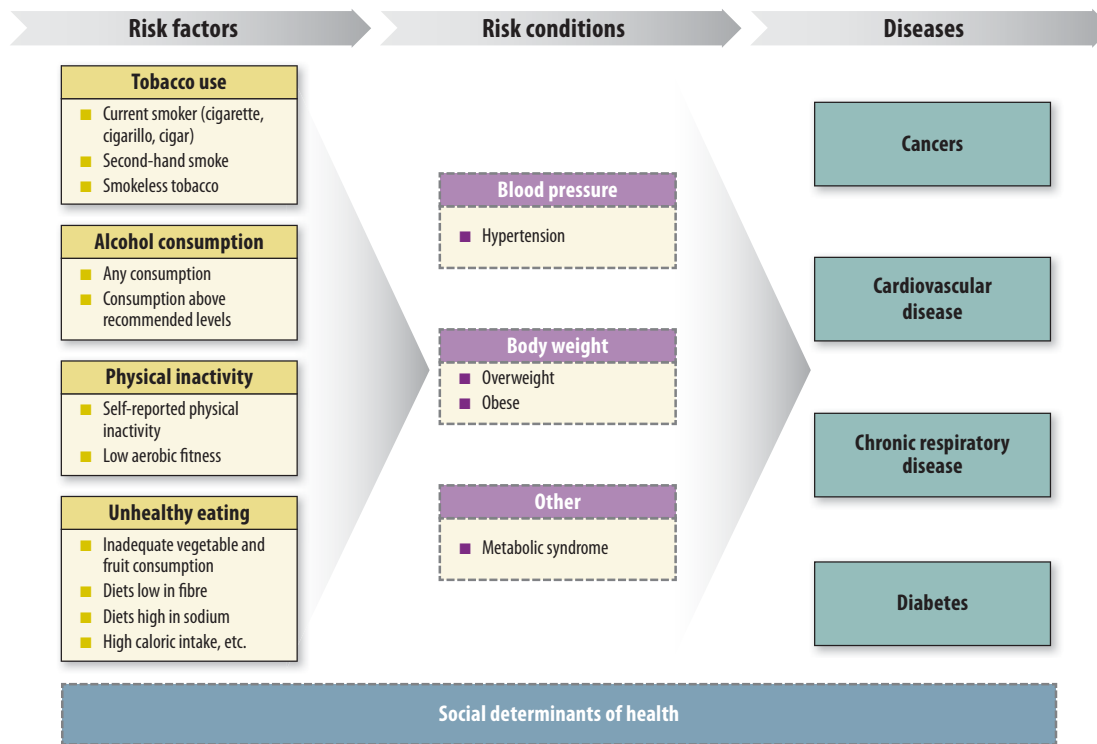 Risk factors
Risk conditions
Diseases
Tobacco use
Current smoker (cigarette,
cigarillo, cigar)
Second-hand smoke
Smokeless tobacco
Alcohol consumption
Any consumption
Consumption above
recommended levels
Physical inactivity
Self-reported physical
inactivity
Low aerobic fitness
Unhealthy eating
Inadequate vegetable and
fruit consumption
Diets low in fibre
Diets high in sodium
High caloric intake, etc.
Blood pressure
Hypertension
Body weight
Overweight
Obese
Other
Metabolic syndrome
Cancers
Cardiovascular
disease
Chronic respiratory
disease
Diabetes
Social determinants of health